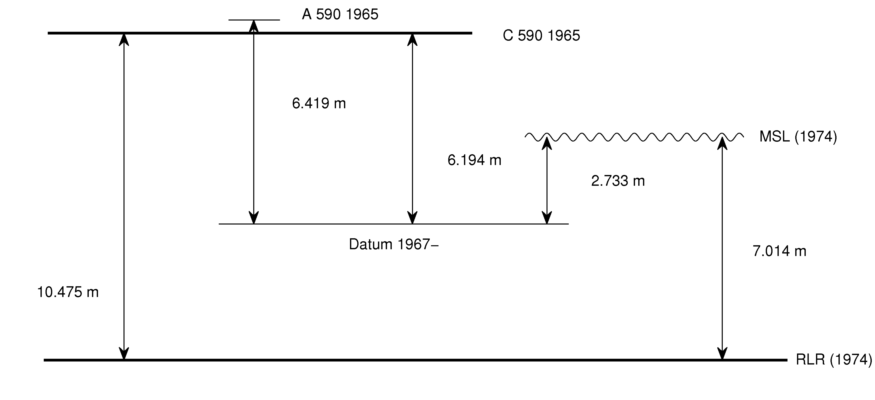 A 590 1965
C 590 1965
6.419 m
MSL (1974)
6.194 m
2.733 m
Datum 1967–
7.014 m
10.475 m
RLR (1974)